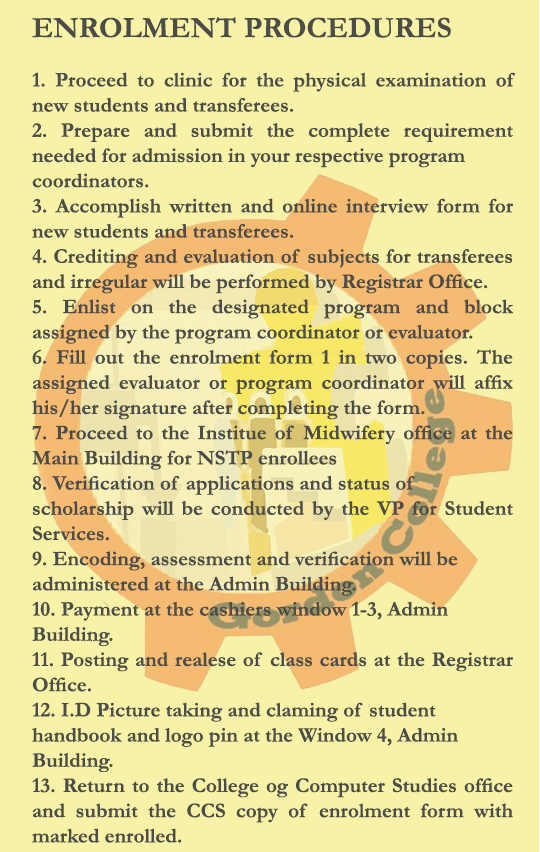 ENROLMENT PROCEDURES
1. Proceed to clinic for the physical examination of
new students and transferees.
2. Prepare and submit the complete requirement
needed for admission in your respective program
coordinators.
3. Accomplish written and online interview form for
new students and transferees.
4. Crediting and evaluation of subjects for transferees
and irregular will be performed by Registrar Office.
5. Enlist on the designated program and block
assigned by the program coordinator or evaluator.
6. Fill out the enrolment form 1 in two copies. The
assigned evaluator or program coordinator will affix
his/her signature after completing the form.
7. Proceed to the Institue of Midwifery office at the
Main Building for NSTP enrollees
8. Verification of applications and status of
scholarship will be conducted by the VP for Student
Services.
9. Encoding, assessment and verification will be
administered at the Admin Building.
10. Payment at the cashiers window 1-3, Admin
Building.
11. Posting and realese of class cards at the Registrar
Office.
12. I.D Picture taking and claming of student
handbook and logo pin at the Window 4, Admin
Building.
13. Return to the College og Computer Studies office
and submit the CCS copy of enrolment form with
marked enrolled.
Gordon College